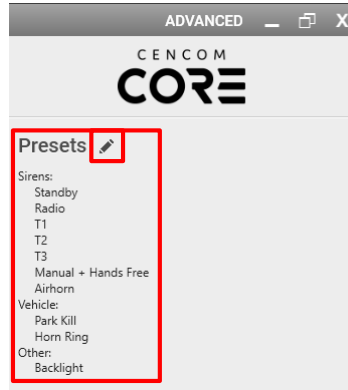 ADVANCED
CENCOM
CORE
Presets
Sirens:
Standby
Radio
T1
T2
T3
Manual + Hands Free
Airhorn
Vehicle:
Park Kill
Horn Ring
Other:
Backlight